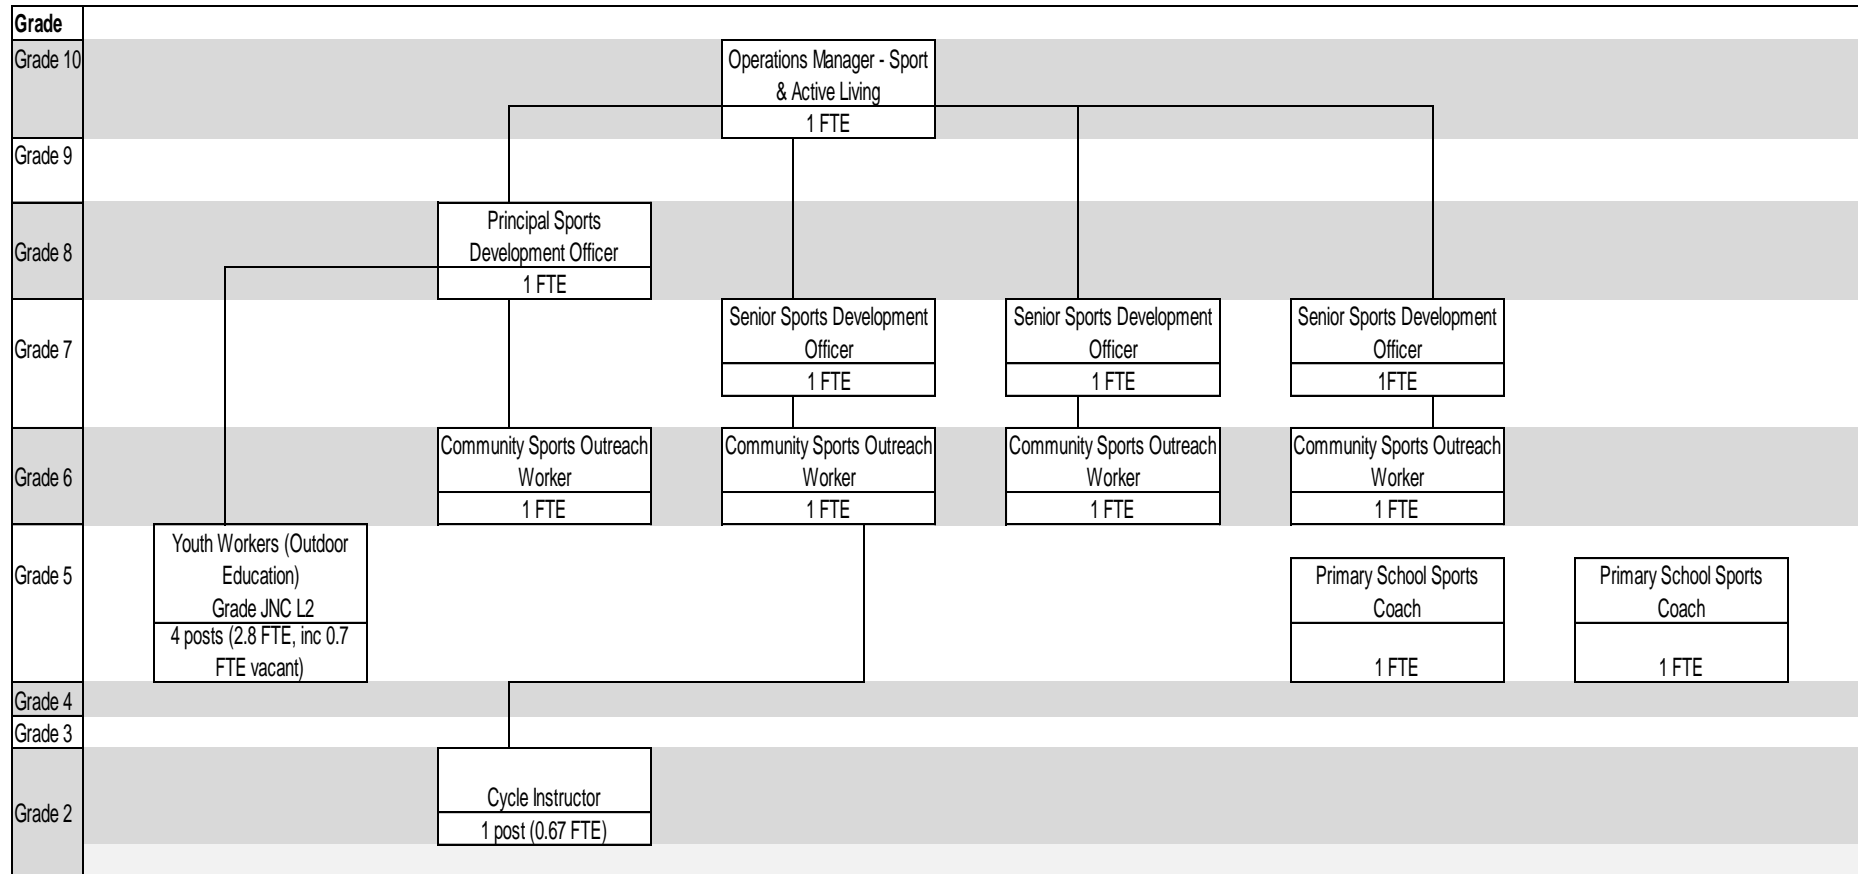 Grade
Grade 10
Operations Manager - Sport
& Active Living
1 FTE
Grade 9
Grade 8
Principal Sports
Development Officer
1 FTE
Grade 7
Senior Sports Development
Officer
1 FTE
Senior Sports Development
Officer
1 FTE
Senior Sports Development
Officer
1FTE
Grade 6
Community Sports Outreach
Worker
1 FTE
Community Sports Outreach
Worker
1 FTE
Community Sports Outreach
Worker
1 FTE
Community Sports Outreach
Worker
1 FTE
Grade 5
Youth Workers (Outdoor
Education)
Grade JNC L2
4 posts (2.8 FTE, inc 0.7
FTE vacant)
Primary School Sports
Coach
1 FTE
Primary School Sports
Coach
1 FTE
Grade 4
Grade 3
Grade 2
Cycle Instructor
1 post (0.67 FTE)